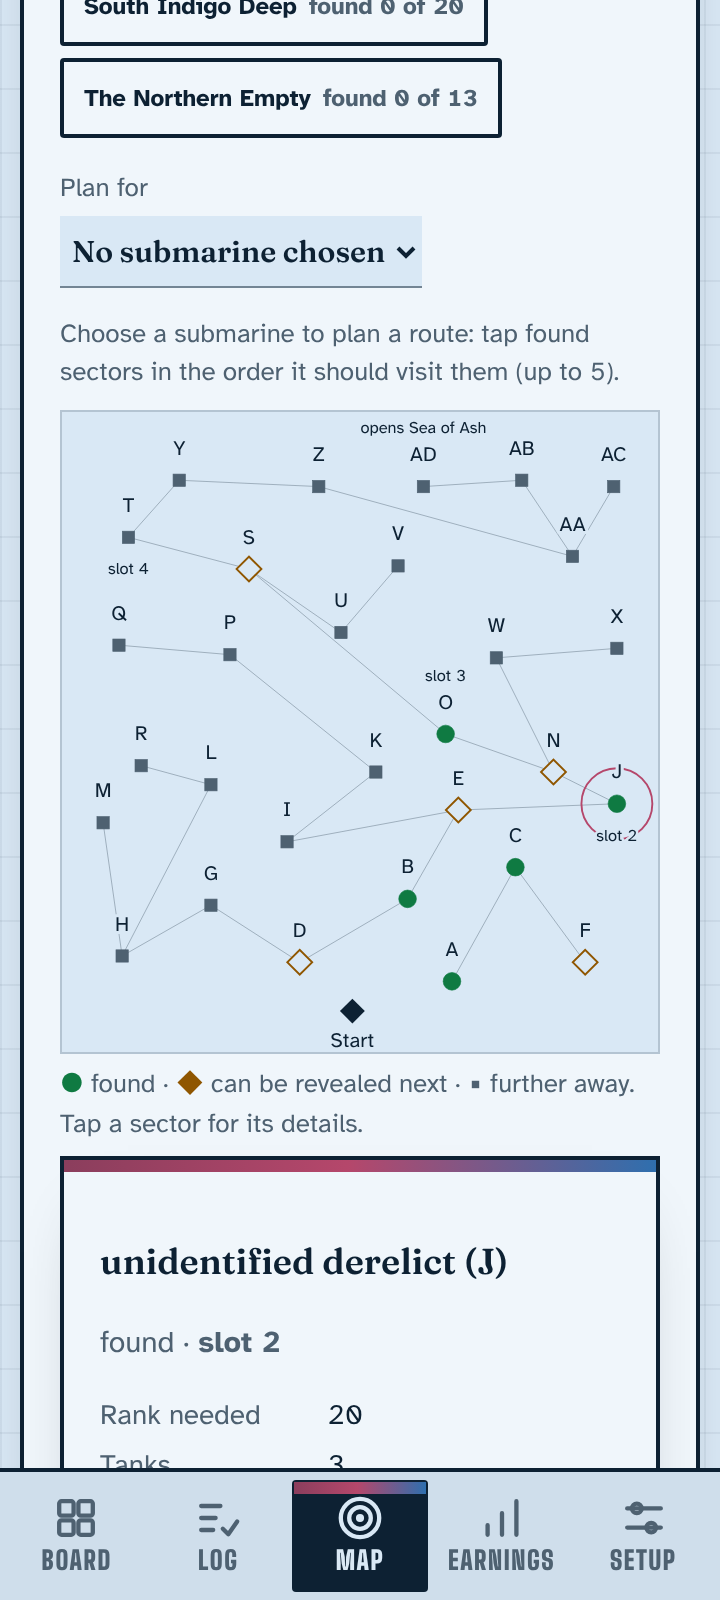 South Indigo Deep found 0 of 20
The Northern Empty found 0 of 13
Plan for
No submarine chosen
Choose a submarine to plan a route: tap found
sectors in the order it should visit them (up to 5).
opens Sea of Ash
Y
Z
AD
AB
AC
T
S
V
AA
slot 4
Q
P
U
W
X
slot 3
O
R
L
K
N
J
M
I
E
slot 2
C
G
B
H
D
A
F
Start
found · can be revealed next · further away.
Tap a sector for its details.
unidentified derelict (J)
found · slot 2
Rank needed 20
Tanks 3
BOARD
LOG
MAP
EARNINGS
SETUP